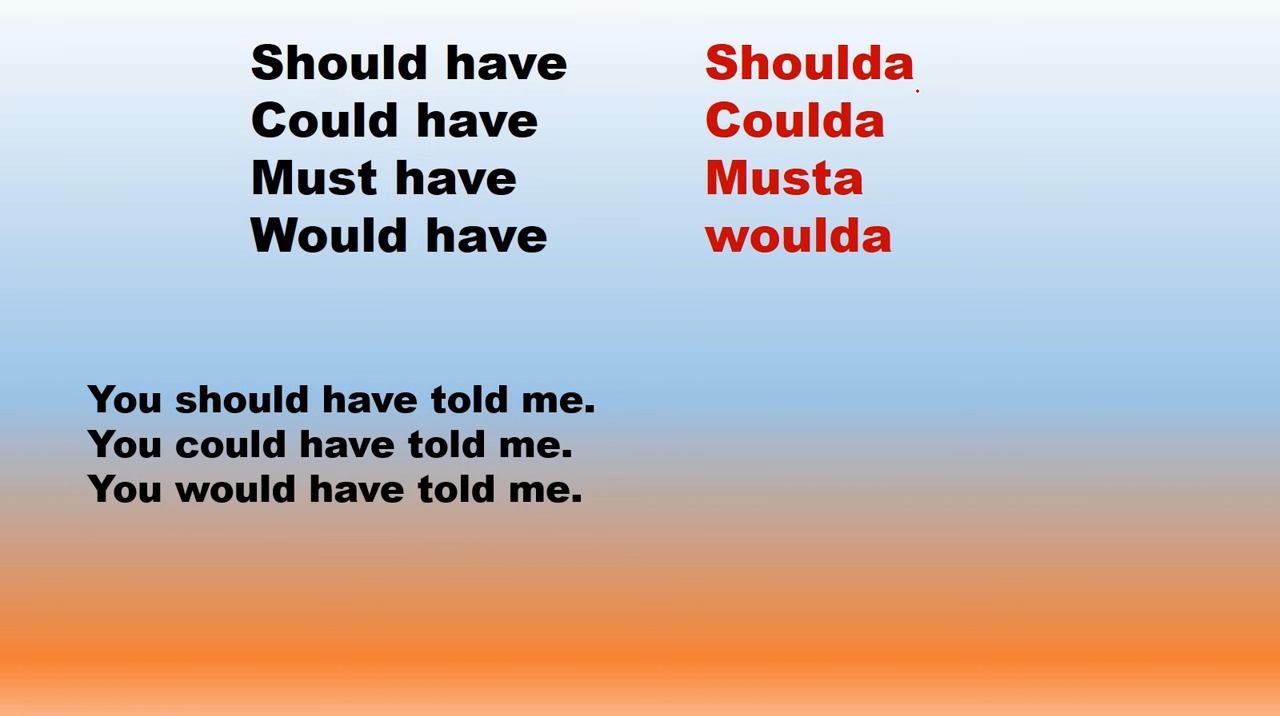 Should have Shoulda
Could have Coulda
Must have Musta
Would have woulda
You should have told me.
You could have told me.
You would have told me.